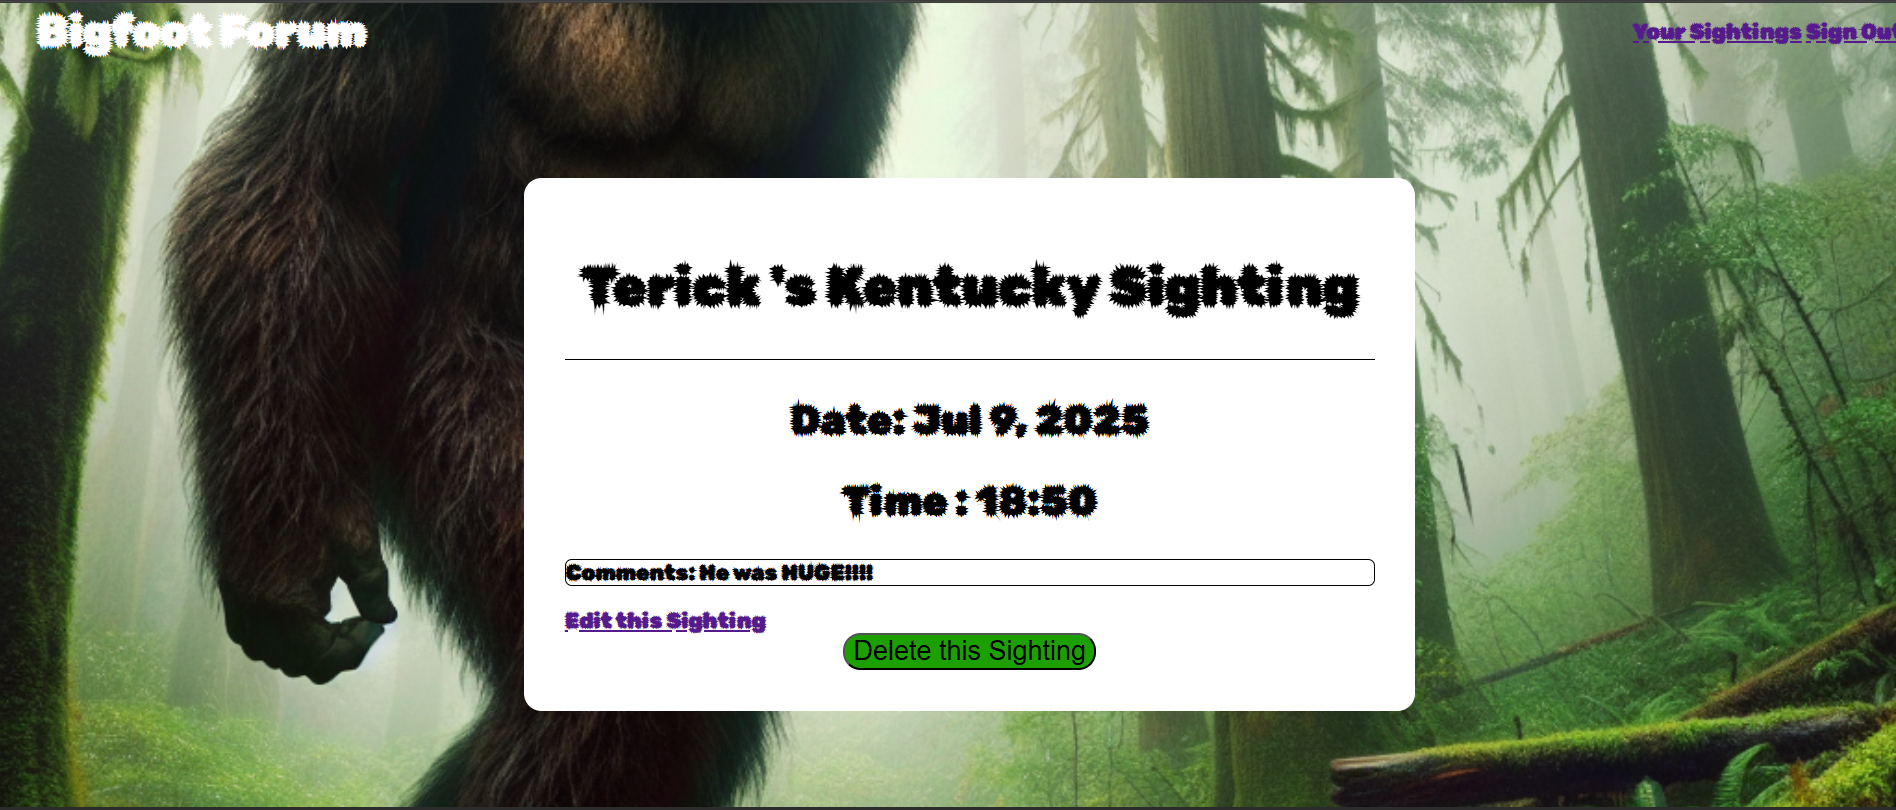 Bigfoot Forum
Your Sightings Sign Out
Terick 's Kentucky Sighting
Date: Jul 9, 2025
Time : 18:50
Comments: He was HUGE!!!!
Edit this Sighting
Delete this Sighting